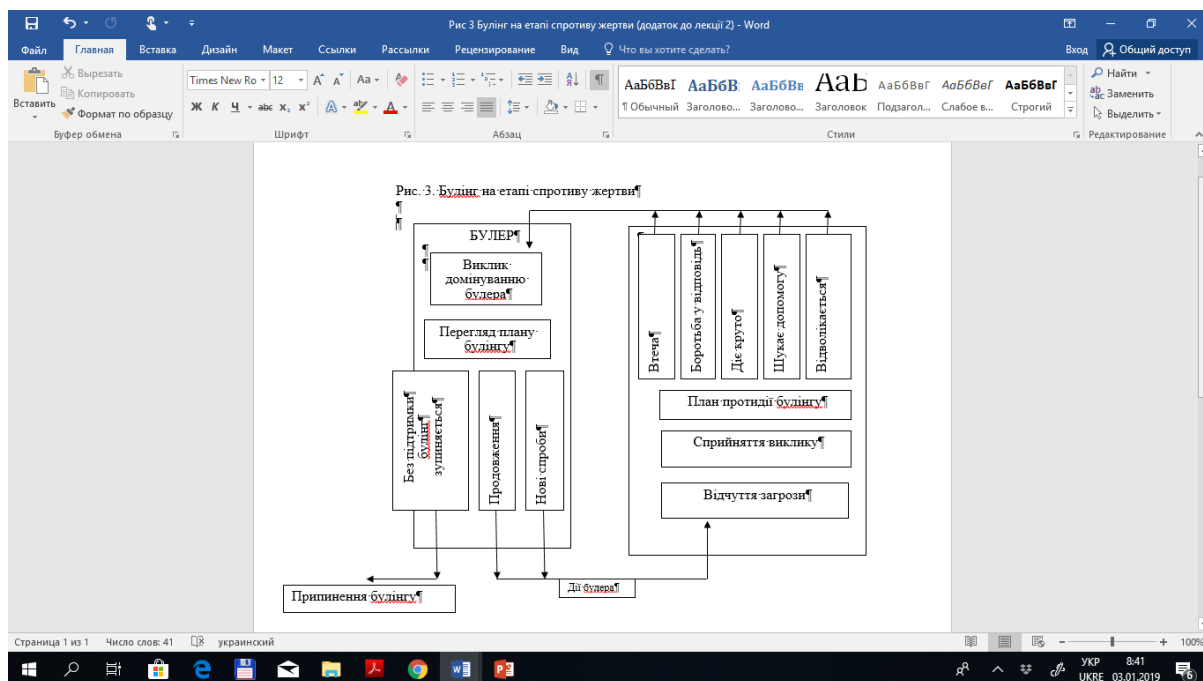 Рис 3 Булінг на етапі спротиву жертви (додаток до лекції 2) - Word
Файл Главная Вставка Дизайн Макет Ссылки Рассылки Рецензирование Вид Что вы хотите сделать? Вход Общий доступ
Вставить
Вырезать
Копировать
Формат по образцу
Буфер обмена
Times New Ro 12
Ж К Ч abc x₂ x²
Шрифт
Абзац
АаБбВвГ АаБбВ АаБбВв АаБ АаБбВвГ АаБбВвГ АаБбВвГ
¶ Обычный Заголово... Заголово... Заголовок Подзагол... Слабое в... Строгий
Стили
Найти
Заменить
Выделить
Редактирование
Рис. 3. Булінг на етапі спротиву жертви¶
¶
¶
БУЛЕР¶
¶
¶
Виклик
домінуванню
булера¶
Перегляд плану
булінгу¶
Без підтримки¶
булінг¶
зупиняється¶
Продовження¶
Нові спроби¶
Втеча¶
Боротьба у відповідь¶
Діє круто¶
Шукає допомогу¶
Відволікається¶
План протидії булінгу¶
Сприйняття виклику¶
Відчуття загрози¶
Дії булера¶
Припинення булінгу¶
Страница 1 из 1 Число слов: 41 украинский 100%
УКР 8:41
UKRE 03.01.2019